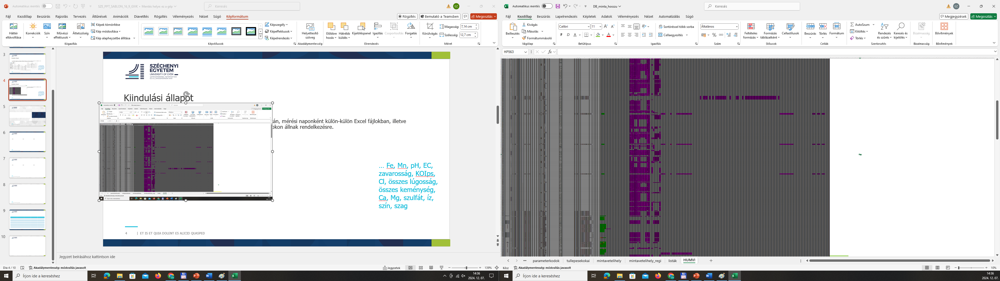 Automatikus mentés
SZE_PPT_SABLON_16_9_GIVK • Mentés helye: ez a gép
Keresés
GZ
Fájl Kezdőlap Beszúrás Rajzolás Tervezés Áttűnések Animációk Diavetítés Rögzítés Véleményezés Nézet Súgó Képformátum
Rögzítés Bemutató a Teamsben Megosztás
Háttér eltávolítása
Korrekciók
Szín
Művészi effektusok
Áttetszőség
Képek tömörítése
Kép módosítása
Kép alaphelyzetbe állítása
Kiigazítás
Képstílusok
Képszegély
Képeffektusok
Képelrendezés
Helyettesítő szöveg
Akadálymentesség
Előbbre hozás
Hátrébb küldés
Kijelöléspanel
Igazítás
Csoportosítás
Forgatás
Elrendezés
Körülvágás
Magasság: 7,14 cm
Szélesség: 12,7 cm
Méret
3
4
5
6
7
8
9
10
SZÉCHENYI
EGYETEM
UNIVERSITY OF GYŐR
GÉPÉSZMÉRNÖKI, INFORMATIKAI
ÉS VILLAMOSMÉRNÖKI KAR
Kiindulási állapot
án, mérési naponként külön-külön Excel fájlokban, illetve
okon állnak rendelkezésre.
... Fe, Mn, pH, EC,
zavarosság, KOIps,
Cl, összes lúgosság,
összes keménység,
Ca, Mg, szulfát, íz,
szín, szag
4 | ET IS ET QUIA DOLENT ES ALICID QUASPED
Jegyzet beírásához kattintson ide
Dia 4 / 10
Akadálymentesség: módosítás javasolt
Jegyzetek
139%
Írjon ide a kereséshez
14:36
2024. 12. 07.
Automatikus mentés
DB_minta_hosszu
Keresés
GZ
Fájl Kezdőlap Beszúrás Lapelrendezés Képletek Adatok Véleményezés Nézet Automatizálás Súgó
Megjegyzések Megosztás
Beillesztés
Kivágás
Másolás
Formátummásoló
Vágólap
Calibri 11
F D A
Betűtípus
Sortöréssel több sorba
Cellaegyesítés
Igazítás
Általános
% 000
Szám
Feltételes formázás
Formázás táblázatként
Cellastílusok
Stílusok
Beszúrás
Törlés
Formátum
Cellák
AutoSzum
Kitöltés
Törlés
Rendezés és szűrés
Keresés és kijelölés
Szerkesztés
Bizalmasság
Bizalmasság
Bővítmények
Bővítmények
HP563
fx
parameterkodok tullepesekokai mintavetelihely mintavetelihely_regi listák HUMVI
Kész
Akadálymentesség: módosítás javasolt
10%
Írjon ide a kereséshez
14:36
2024. 12. 07.